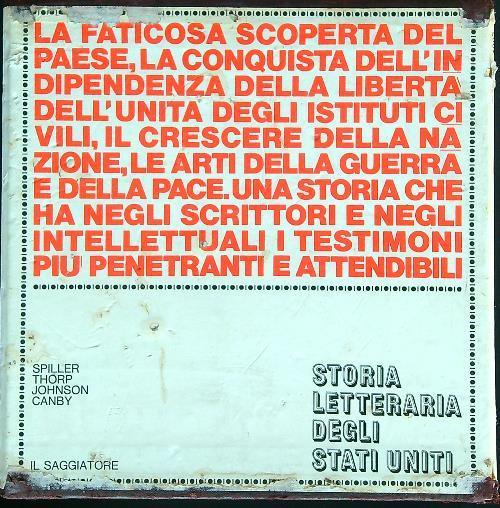 LA FATICOSA SCOPERTA DEL
PAESE, LA CONQUISTA DELL'IN
DIPENDENZA DELLA LIBERTA
DELL'UNITA DEGLI ISTITUTI CI
VILI, IL CRESCERE DELLA NA
ZIONE, LE ARTI DELLA GUERRA
E DELLA PACE. UNA STORIA CHE
HA NEGLI SCRITTORI E NEGLI
INTELLETTUALI I TESTIMONI
PIU PENETRANTI E ATTENDIBILI
SPILLER
THORP
JOHNSON
CANBY
STORIA
LETTERARIA
DEGLI
STATI UNITI
IL SAGGIATORE